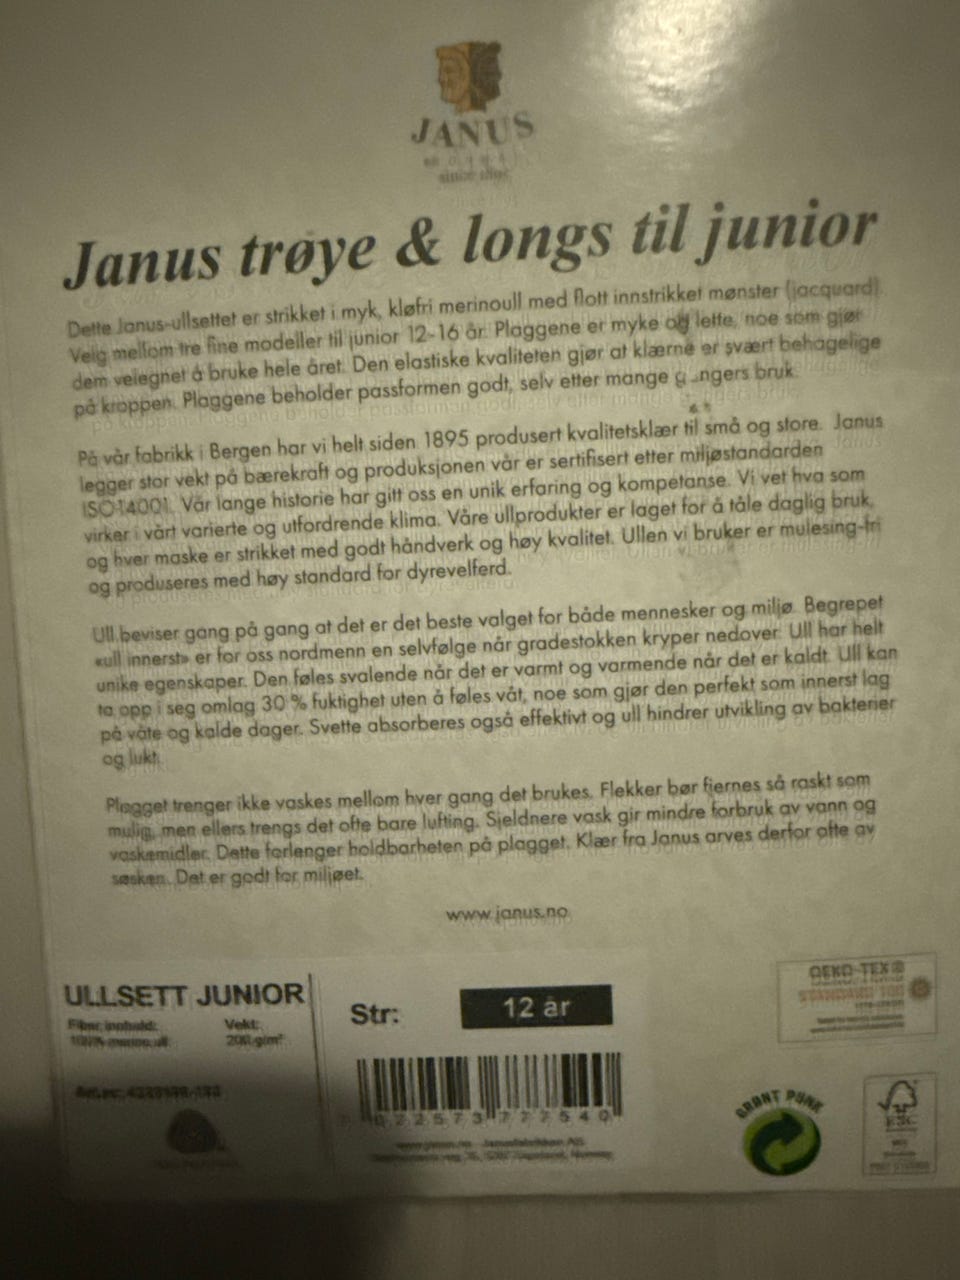 JANUS
Janus trøye & longs til junior
Dette Janus-ullsettet er strikket i myk, kløfri merinoull med flott innstrikket mønster (jacquard).
Velg mellom tre fine modeller til junior 12-16 år. Plaggene er myke og lette, noe som gjør
dem velegnet å bruke hele året. Den elastiske kvaliteten gjør at klærne er svært behagelige
på kroppen. Plaggene beholder passformen godt, selv etter mange gangers bruk.
På vår fabrikk i Bergen har vi helt siden 1895 produsert kvalitetsklær til små og store. Janus
legger stor vekt på bærekraft og produksjonen vår er sertifisert etter miljøstandarden
ISO14001. Vår lange historie har gitt oss en unik erfaring og kompetanse. Vi vet hva som
virker i vårt varierte og utfordrende klima. Våre ullprodukter er laget for å tåle daglig bruk,
og hver maske er strikket med godt håndverk og høy kvalitet. Ullen vi bruker er mulesing-fri
og produseres med høy standard for dyrevelferd.
Ull beviser gang på gang at det er det beste valget for både mennesker og miljø. Begrepet
«ull innerst» er for oss nordmenn en selvfølge når gradestokken kryper nedover. Ull har helt
unike egenskaper. Den føles svalende når det er varmt og varmende når det er kaldt. Ull kan
ta opp i seg omlag 30 % fuktighet uten å føles våt, noe som gjør den perfekt som innerst lag
på våte og kalde dager. Svette absorberes også effektivt og ull hindrer utvikling av bakterier
og lukt.
Plagget trenger ikke vaskes mellom hver gang det brukes. Flekker bør fjernes så raskt som
mulig, men ellers trengs det ofte bare lufting. Sjeldnere vask gir mindre forbruk av vann og
vaskemidler. Dette forlenger holdbarheten på plagget. Klær fra Janus arves derfor ofte av
søsken. Det er godt for miljøet.
www.janus.no
ULLSETT JUNIOR
Fiber innhold: Vekt:
100% merino ull 200 g/m²
Str: 12 år
7 022573 777540
OEKO-TEX®
STANDARD 100
GRØNT PUNKT
FSC